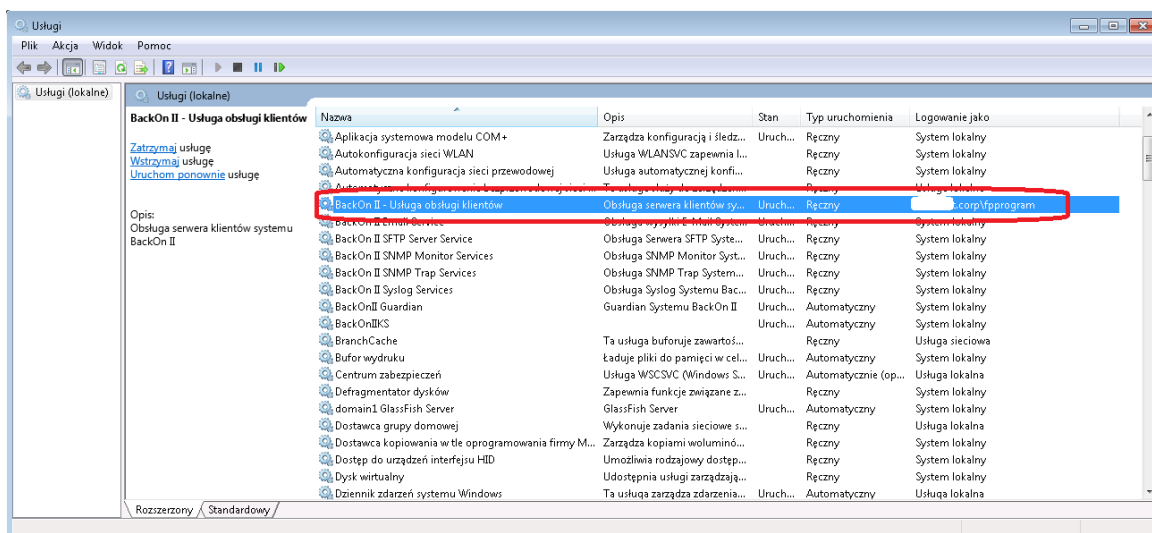 Usługi
Plik Akcja Widok Pomoc
Usługi (lokalne)
Usługi (lokalne)
BackOn II - Usługa obsługi klientów
Zatrzymaj usługę
Wstrzymaj usługę
Uruchom ponownie usługę
Opis:
Obsługa serwera klientów systemu
BackOn II
Nazwa Opis Stan Typ uruchomienia Logowanie jako
Aplikacja systemowa modelu COM+ Zarządza konfiguracją i śledz... Uruch... Ręczny System lokalny
Autokonfiguracja sieci WLAN Usługa WLANSVC zapewnia l... Ręczny System lokalny
Automatyczna konfiguracja sieci przewodowej Usługa automatycznej konfi... Ręczny System lokalny
BackOn II - Usługa obsługi klientów Obsługa serwera klientów sy... Uruch... Ręczny t.corp\fpprogram
BackOn II Email Service Obsługa wysyłki E-Mail System... Uruch... Ręczny System lokalny
BackOn II SFTP Server Service Obsługa Serwera SFTP Syste... Uruch... Ręczny System lokalny
BackOn II SNMP Monitor Services Obsługa SNMP Monitor Syst... Uruch... Ręczny System lokalny
BackOn II SNMP Trap Services Obsługa SNMP Trap System... Uruch... Ręczny System lokalny
BackOn II Syslog Services Obsługa Syslog Systemu Bac... Uruch... Ręczny System lokalny
BackOnII Guardian Guardian Systemu BackOn II Uruch... Automatyczny System lokalny
BackOnIIKS Uruch... Automatyczny System lokalny
BranchCache Ta usługa buforuje zawartoś... Ręczny Usługa sieciowa
Bufor wydruku Ładuje pliki do pamięci w cel... Uruch... Automatyczny System lokalny
Centrum zabezpieczeń Usługa WSCSVC (Windows S... Uruch... Automatycznie (op... Usługa lokalna
Defragmentator dysków Zapewnia funkcje związane z... Ręczny System lokalny
domain1 GlassFish Server GlassFish Server Uruch... Automatyczny System lokalny
Dostawca grupy domowej Wykonuje zadania sieciowe s... Ręczny Usługa lokalna
Dostawca kopiowania w tle oprogramowania firmy M... Zarządza kopiami woluminó... Ręczny System lokalny
Dostęp do urządzeń interfejsu HID Umożliwia rodzajowy dostęp... Ręczny System lokalny
Dysk wirtualny Udostępnia usługi zarządzają... Ręczny System lokalny
Dziennik zdarzeń systemu Windows Ta usługa zarządza zdarzenia... Uruch... Automatyczny Usługa lokalna
Rozszerzony Standardowy